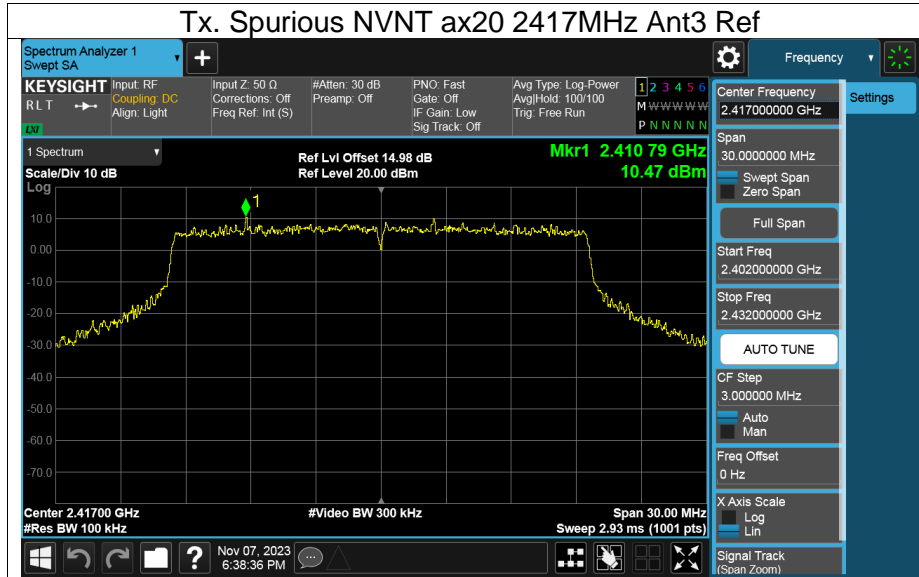 Tx. Spurious NVNT ax20 2417MHz Ant3 Ref
Spectrum Analyzer 1
Swept SA
+
Frequency
KEYSIGHT
RLT
LXI
Input: RF
Coupling: DC
Align: Light
Input Z: 50 Ω
Corrections: Off
Freq Ref: Int (S)
#Atten: 30 dB
Preamp: Off
PNO: Fast
Gate: Off
IF Gain: Low
Sig Track: Off
Avg Type: Log-Power
Avg|Hold: 100/100
Trig: Free Run
1 2 3 4 5 6
M W W W W W
P N N N N N
1 Spectrum
Scale/Div 10 dB
Ref Lvl Offset 14.98 dB
Ref Level 20.00 dBm
Mkr1 2.410 79 GHz
10.47 dBm
Log
1
10.0
0.00
-10.0
-20.0
-30.0
-40.0
-50.0
-60.0
-70.0
Center 2.41700 GHz
#Res BW 100 kHz
#Video BW 300 kHz
Span 30.00 MHz
Sweep 2.93 ms (1001 pts)
Center Frequency
2.417000000 GHz
Settings
Span
30.0000000 MHz
Swept Span
Zero Span
Full Span
Start Freq
2.402000000 GHz
Stop Freq
2.432000000 GHz
AUTO TUNE
CF Step
3.000000 MHz
Auto
Man
Freq Offset
0 Hz
X Axis Scale
Log
Lin
Signal Track
(Span Zoom)
?
Nov 07, 2023
6:38:36 PM